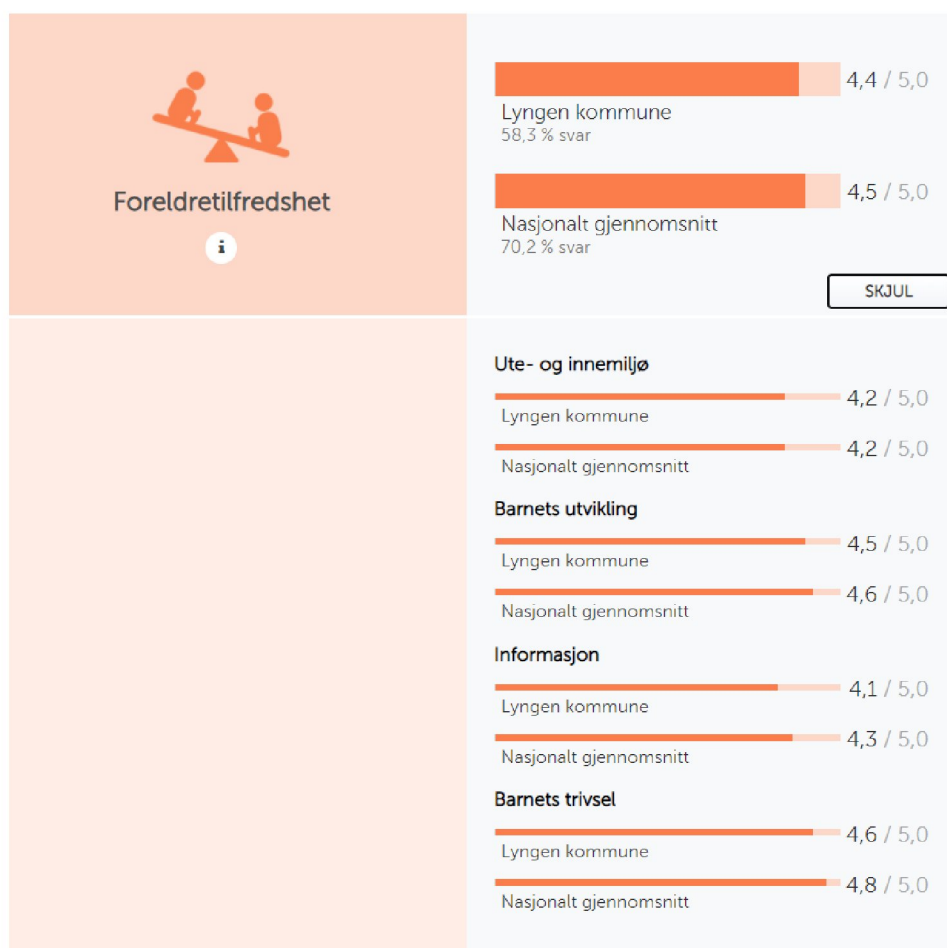 Foreldretilfredshet
i
4,4 / 5,0
Lyngen kommune
58,3 % svar
4,5 / 5,0
Nasjonalt gjennomsnitt
70,2 % svar
SKJUL
Ute- og innemiljø
4,2 / 5,0
Lyngen kommune
4,2 / 5,0
Nasjonalt gjennomsnitt
Barnets utvikling
4,5 / 5,0
Lyngen kommune
4,6 / 5,0
Nasjonalt gjennomsnitt
Informasjon
4,1 / 5,0
Lyngen kommune
4,3 / 5,0
Nasjonalt gjennomsnitt
Barnets trivsel
4,6 / 5,0
Lyngen kommune
4,8 / 5,0
Nasjonalt gjennomsnitt